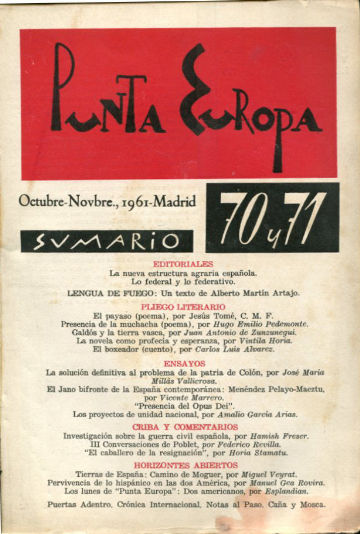 PUNTA EUROPA
Octubre-Novbre., 1961-Madrid
70 y 71
SUMARIO
EDITORIALES
La nueva estructura agraria española.
Lo federal y lo federativo.
LENGUA DE FUEGO: Un texto de Alberto Martín Artajo.
PLIEGO LITERARIO
El payaso (poema), por Jesús Tomé, C. M. F.
Presencia de la muchacha (poema), por Hugo Emilio Pedemonte.
Galdós y la tierra vasca, por Juan Antonio de Zunzunegui.
La novela como profecía y esperanza, por Vintila Horia.
El boxeador (cuento), por Carlos Luis Alvarez.
ENSAYOS
La solución definitiva al problema de la patria de Colón, por José María
Millás Vallicrosa.
El Jano bifronte de la España contemporánea: Menéndez Pelayo-Maeztu,
por Vicente Marrero.
"Presencia del Opus Dei".
Los proyectos de unidad nacional, por Amalio García Arias.
CRIBA Y COMENTARIOS
Investigación sobre la guerra civil española, por Hamish Freser.
III Conversaciones de Poblet, por Federico Revilla.
"El caballero de la resignación", por Horia Stamatu.
HORIZONTES ABIERTOS
Tierras de España: Camino de Moguer, por Miguel Veyrat.
Pervivencia de lo hispánico en las dos América, por Manuel Gea Rovira.
Los lunes de "Punta Europa": Dos americanos, por Esplandian.
Puertas Adentro, Crónica Internacional, Notas al Paso, Caña y Mosca.